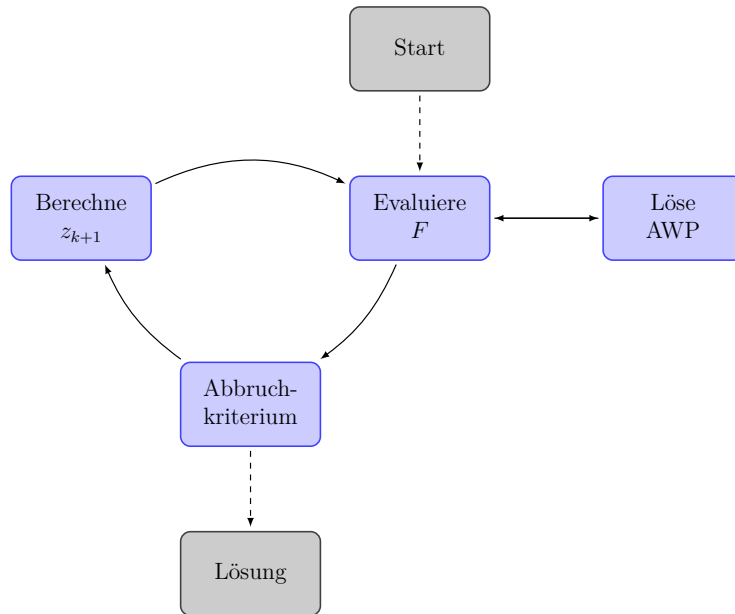 Start
Berechne
z_{k+1}
Evaluiere
F
Löse
AWP
Abbruch-
kriterium
Lösung